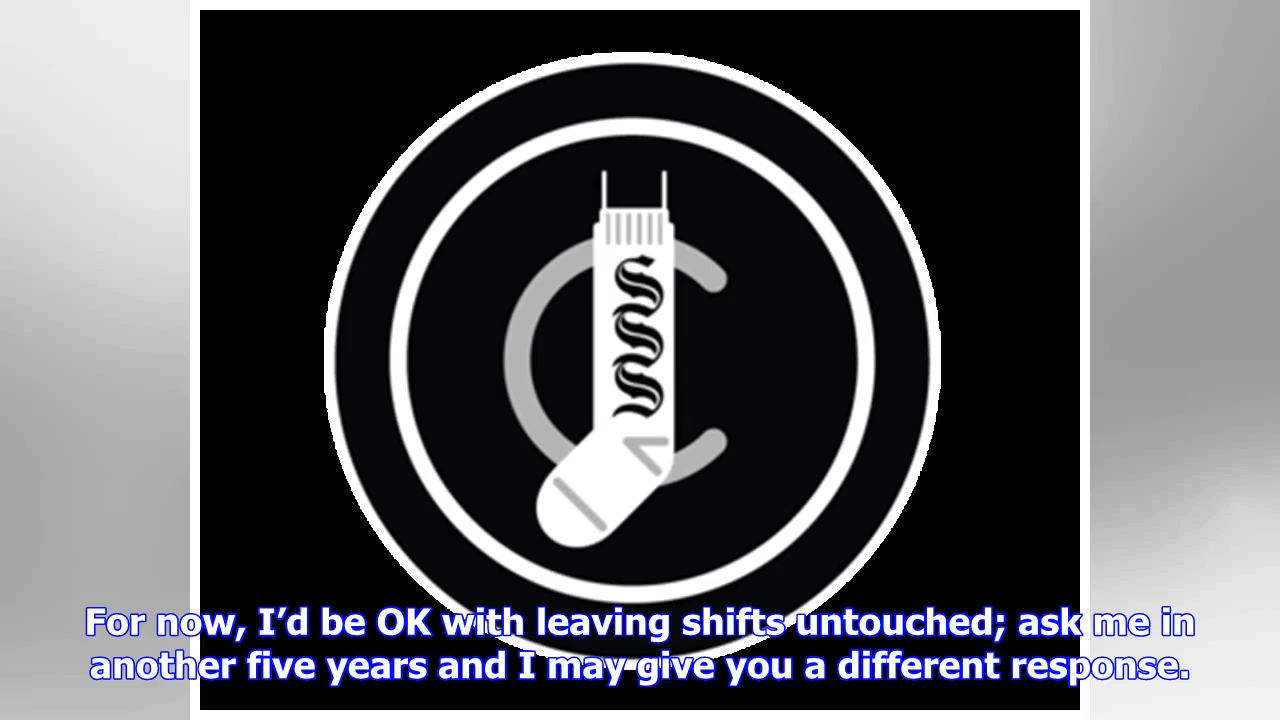 S
S
S
For now, I’d be OK with leaving shifts untouched; ask me in
another five years and I may give you a different response.